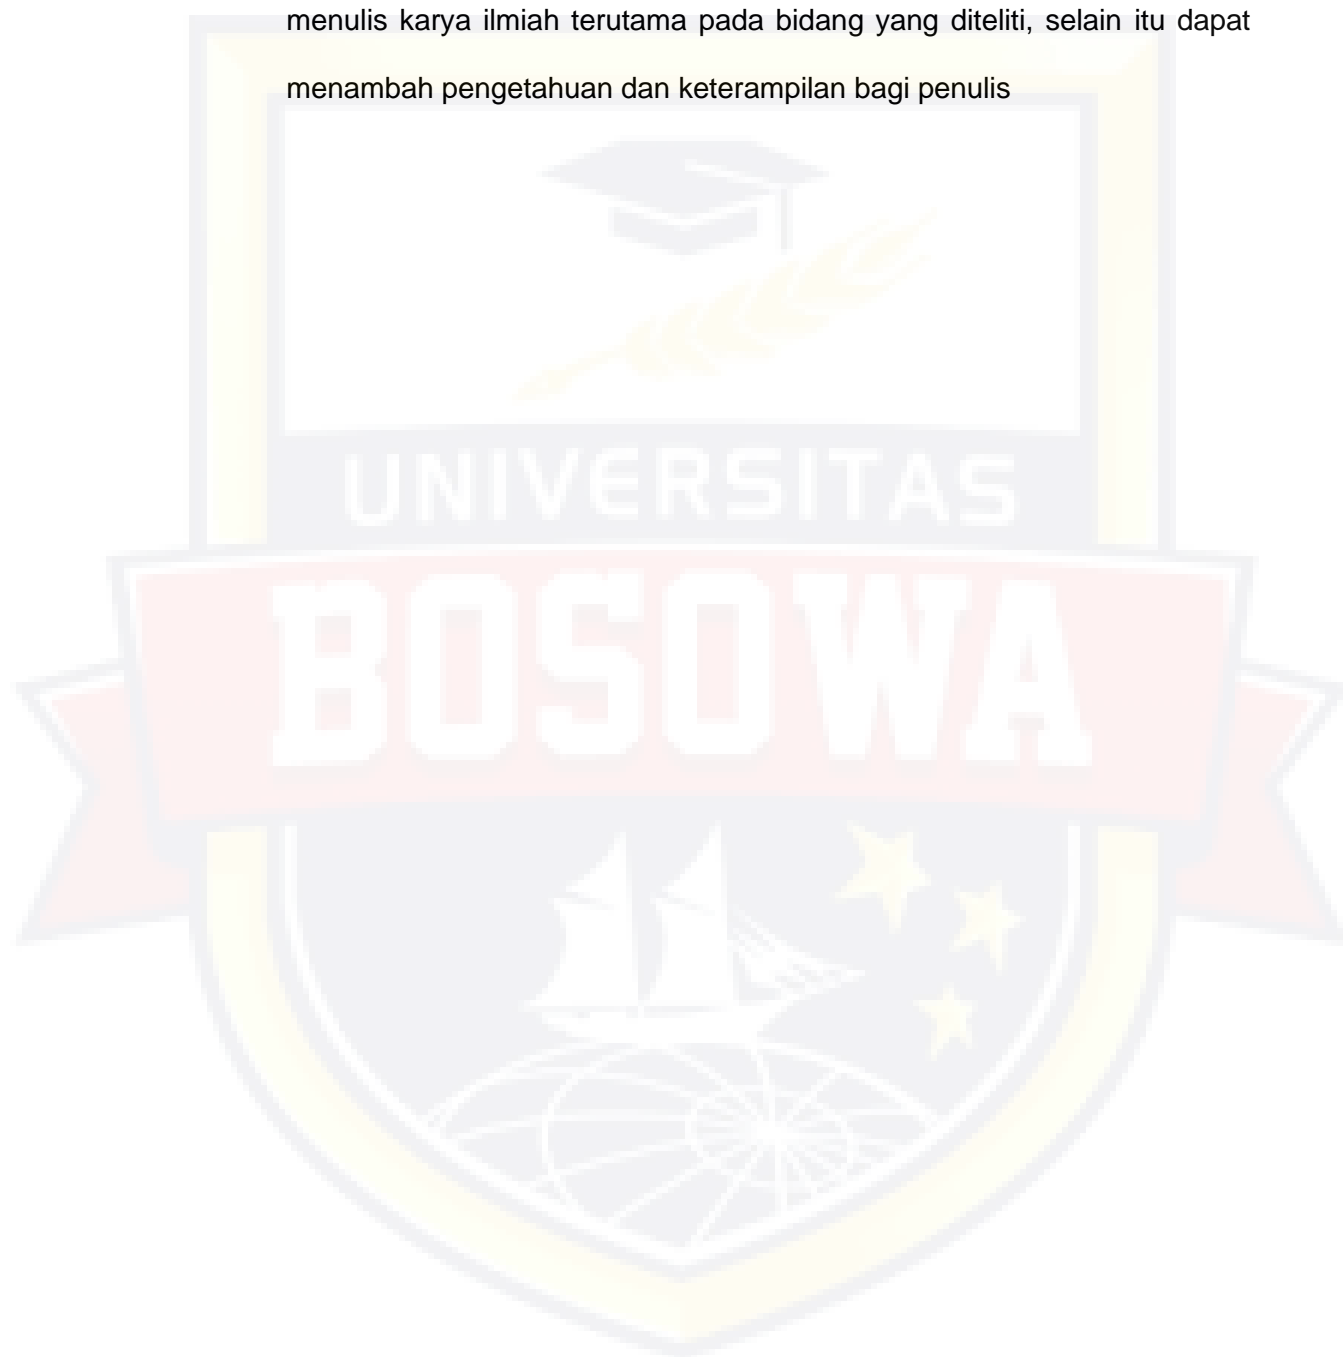 menulis karya ilmiah terutama pada bidang yang diteliti, selain itu dapat
menambah pengetahuan dan keterampilan bagi penulis
UNIVERSITAS
BOSOWA